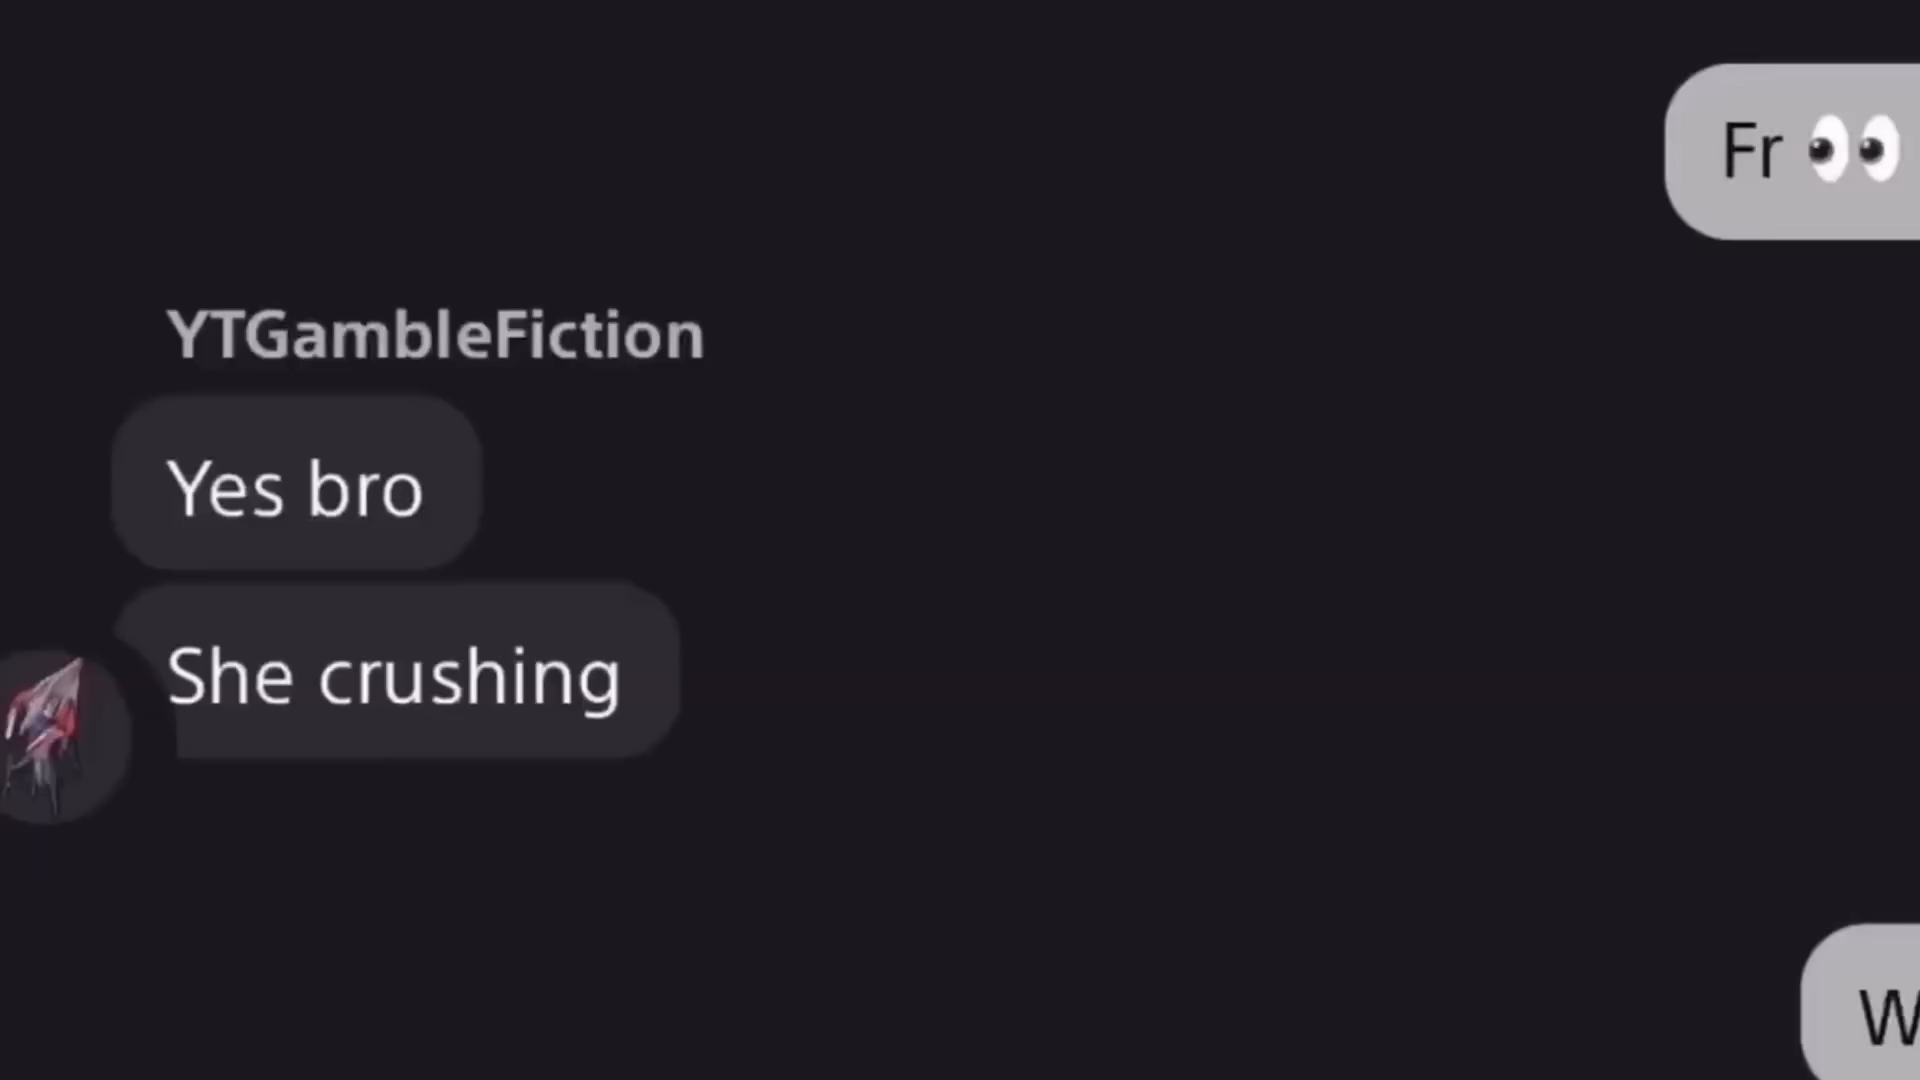 Fr 👀
YTGambleFiction
Yes bro
She crushing
W